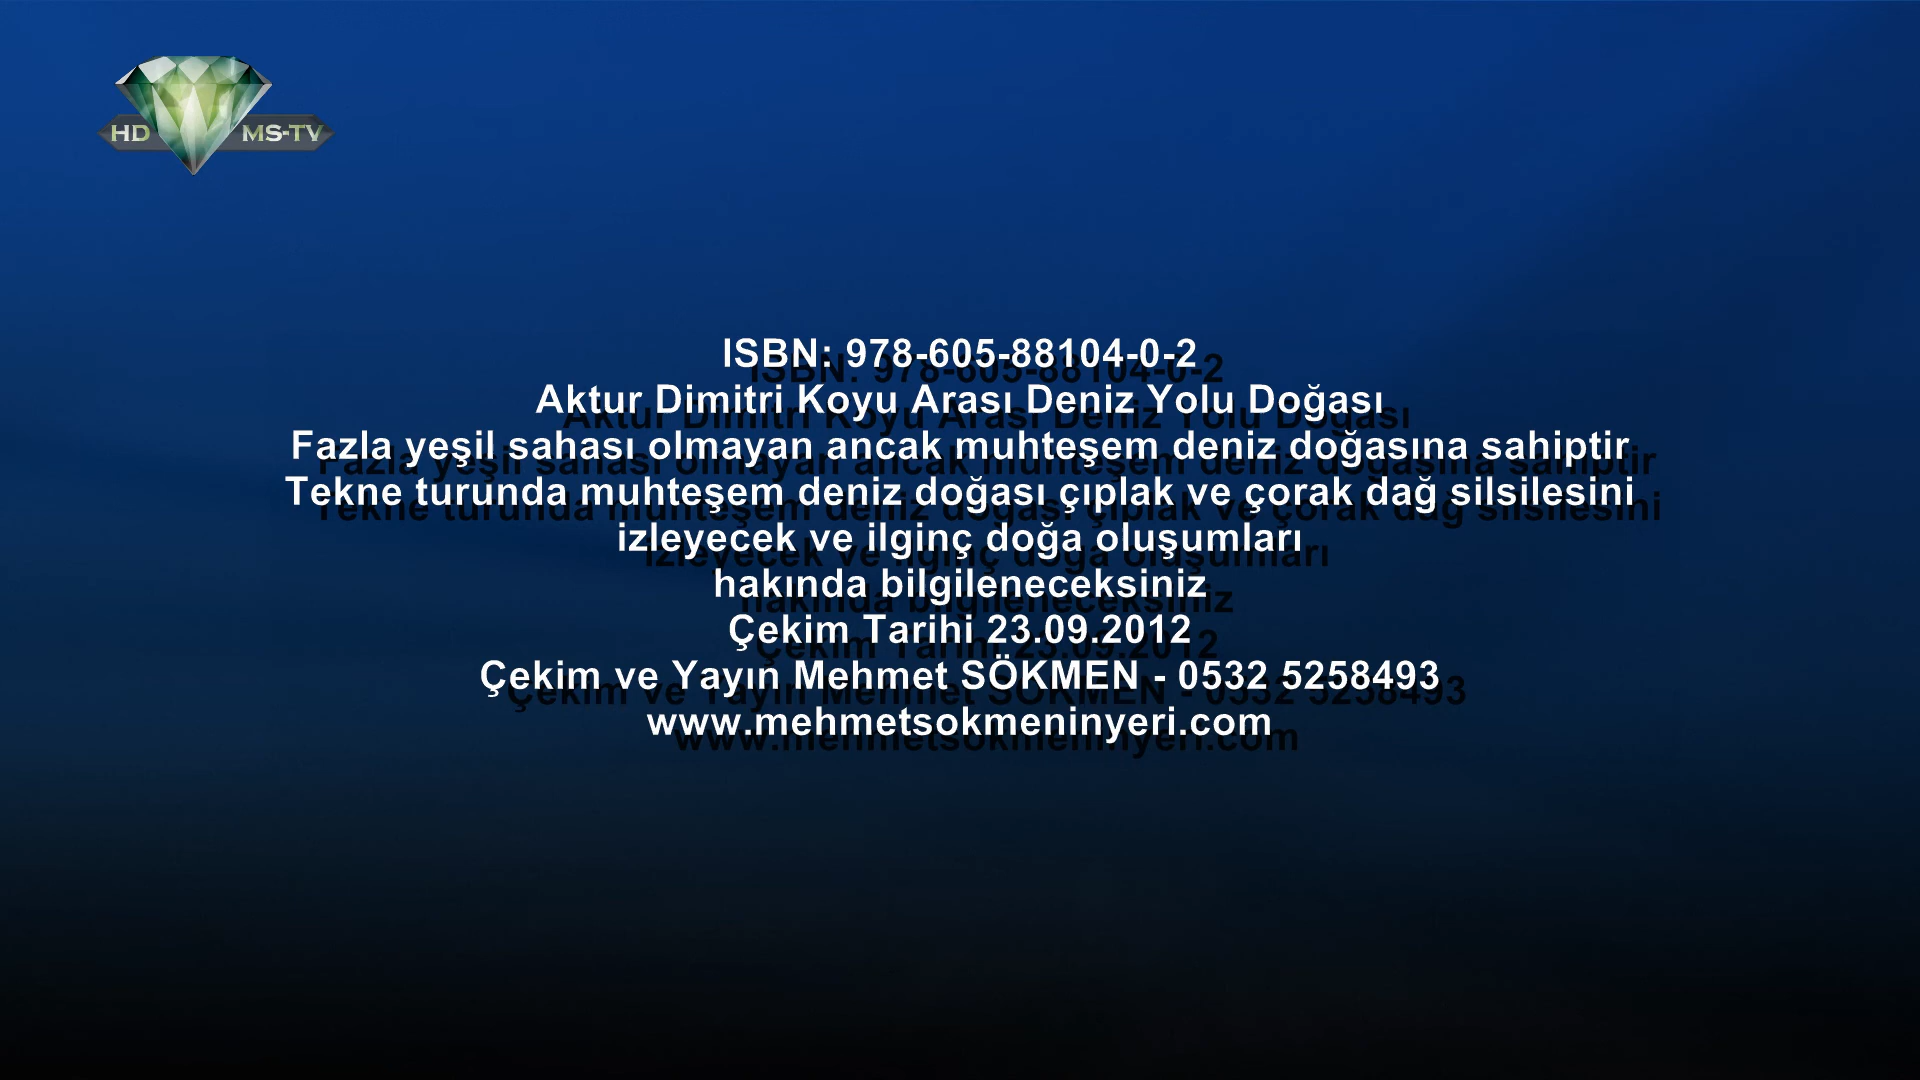 HD MS-TV
ISBN: 978-605-88104-0-2
Aktur Dimitri Koyu Arası Deniz Yolu Doğası
Fazla yeşil sahası olmayan ancak muhteşem deniz doğasına sahiptir
Tekne turunda muhteşem deniz doğası çıplak ve çorak dağ silsilesini
izleyecek ve ilginç doğa oluşumları
hakında bilgileneceksiniz
Çekim Tarihi 23.09.2012
Çekim ve Yayın Mehmet SÖKMEN - 0532 5258493
www.mehmetsokmeninyeri.com